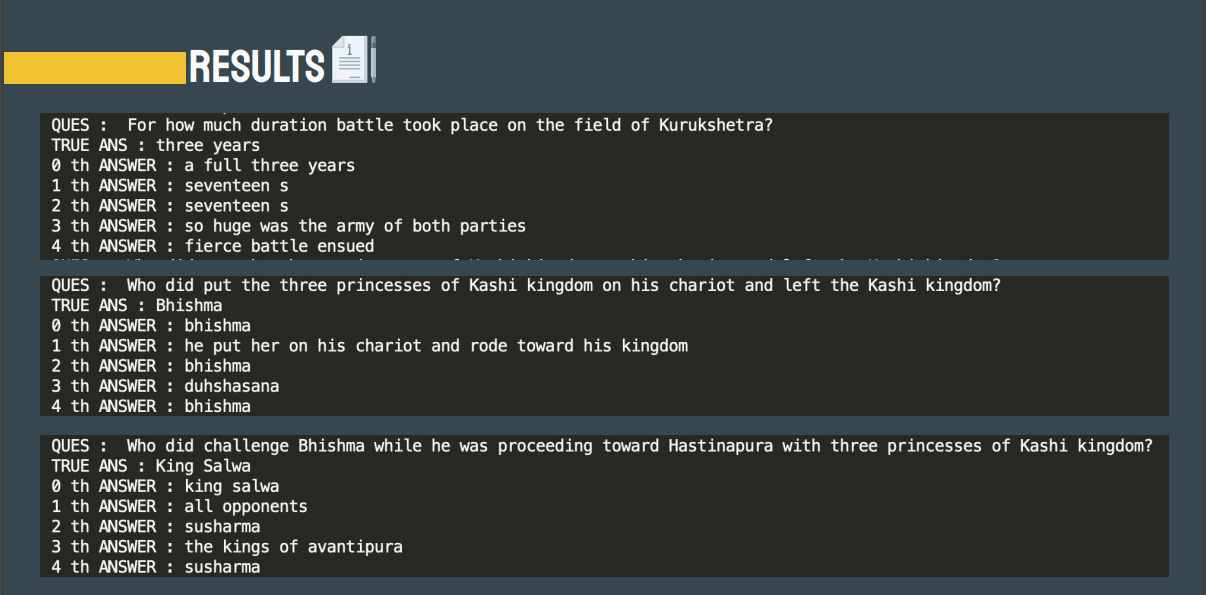 RESULTS
QUES :  For how much duration battle took place on the field of Kurukshetra?
TRUE ANS : three years
0 th ANSWER : a full three years
1 th ANSWER : seventeen s
2 th ANSWER : seventeen s
3 th ANSWER : so huge was the army of both parties
4 th ANSWER : fierce battle ensued
QUES :  Who did put the three princesses of Kashi kingdom on his chariot and left the Kashi kingdom?
TRUE ANS : Bhishma
0 th ANSWER : bhishma
1 th ANSWER : he put her on his chariot and rode toward his kingdom
2 th ANSWER : bhishma
3 th ANSWER : duhshasana
4 th ANSWER : bhishma
QUES :  Who did challenge Bhishma while he was proceeding toward Hastinapura with three princesses of Kashi kingdom?
TRUE ANS : King Salwa
0 th ANSWER : king salwa
1 th ANSWER : all opponents
2 th ANSWER : susharma
3 th ANSWER : the kings of avantipura
4 th ANSWER : susharma